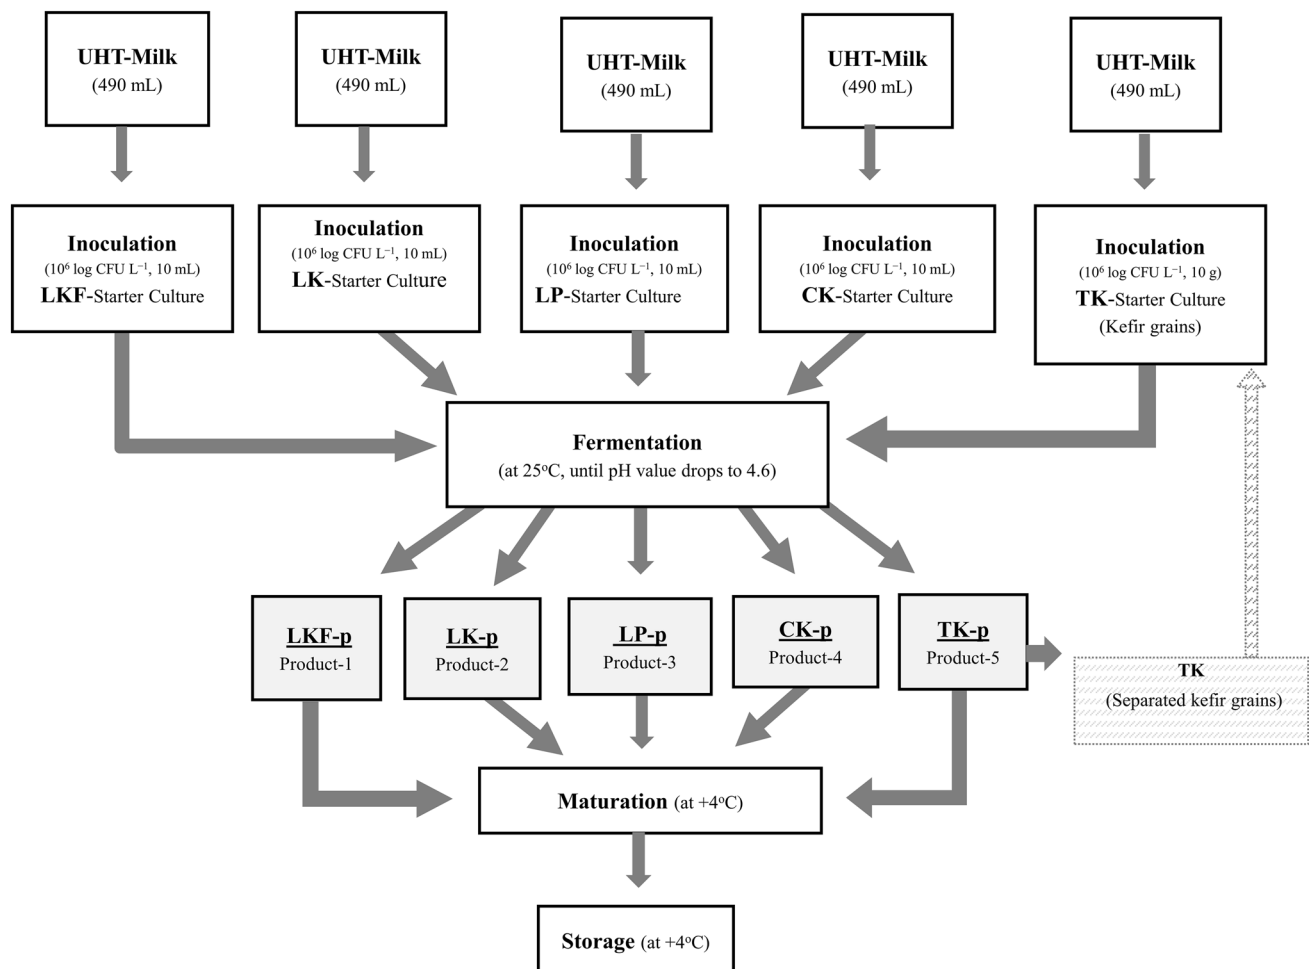 UHT-Milk
(490 mL)
UHT-Milk
(490 mL)
UHT-Milk
(490 mL)
UHT-Milk
(490 mL)
UHT-Milk
(490 mL)
Inoculation
(10⁶ log CFU L⁻¹, 10 mL)
LKF-Starter Culture
Inoculation
(10⁶ log CFU L⁻¹, 10 mL)
LK-Starter Culture
Inoculation
(10⁶ log CFU L⁻¹, 10 mL)
LP-Starter Culture
Inoculation
(10⁶ log CFU L⁻¹, 10 mL)
CK-Starter Culture
Inoculation
(10⁶ log CFU L⁻¹, 10 g)
TK-Starter Culture
(Kefir grains)
Fermentation
(at 25ºC, until pH value drops to 4.6)
LKF-p
Product-1
LK-p
Product-2
LP-p
Product-3
CK-p
Product-4
TK-p
Product-5
TK
(Separated kefir grains)
Maturation (at +4ºC)
Storage (at +4ºC)